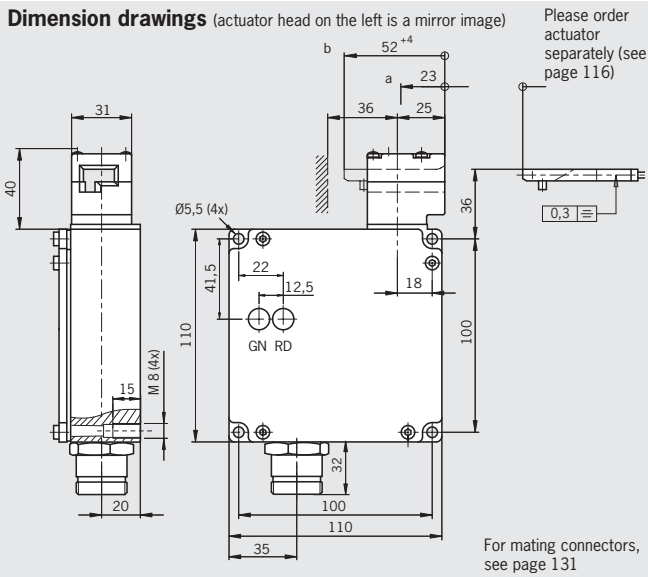 Dimension drawings (actuator head on the left is a mirror image)
Please order
actuator
separately (see
page 116)
b
52 +4
a
23
36
25
31
40
36
0,3
Ø5,5 (4x)
22
41,5
12,5
18
GN RD
110
100
15
M 8 (4x)
32
20
100
110
35
For mating connectors,
see page 131